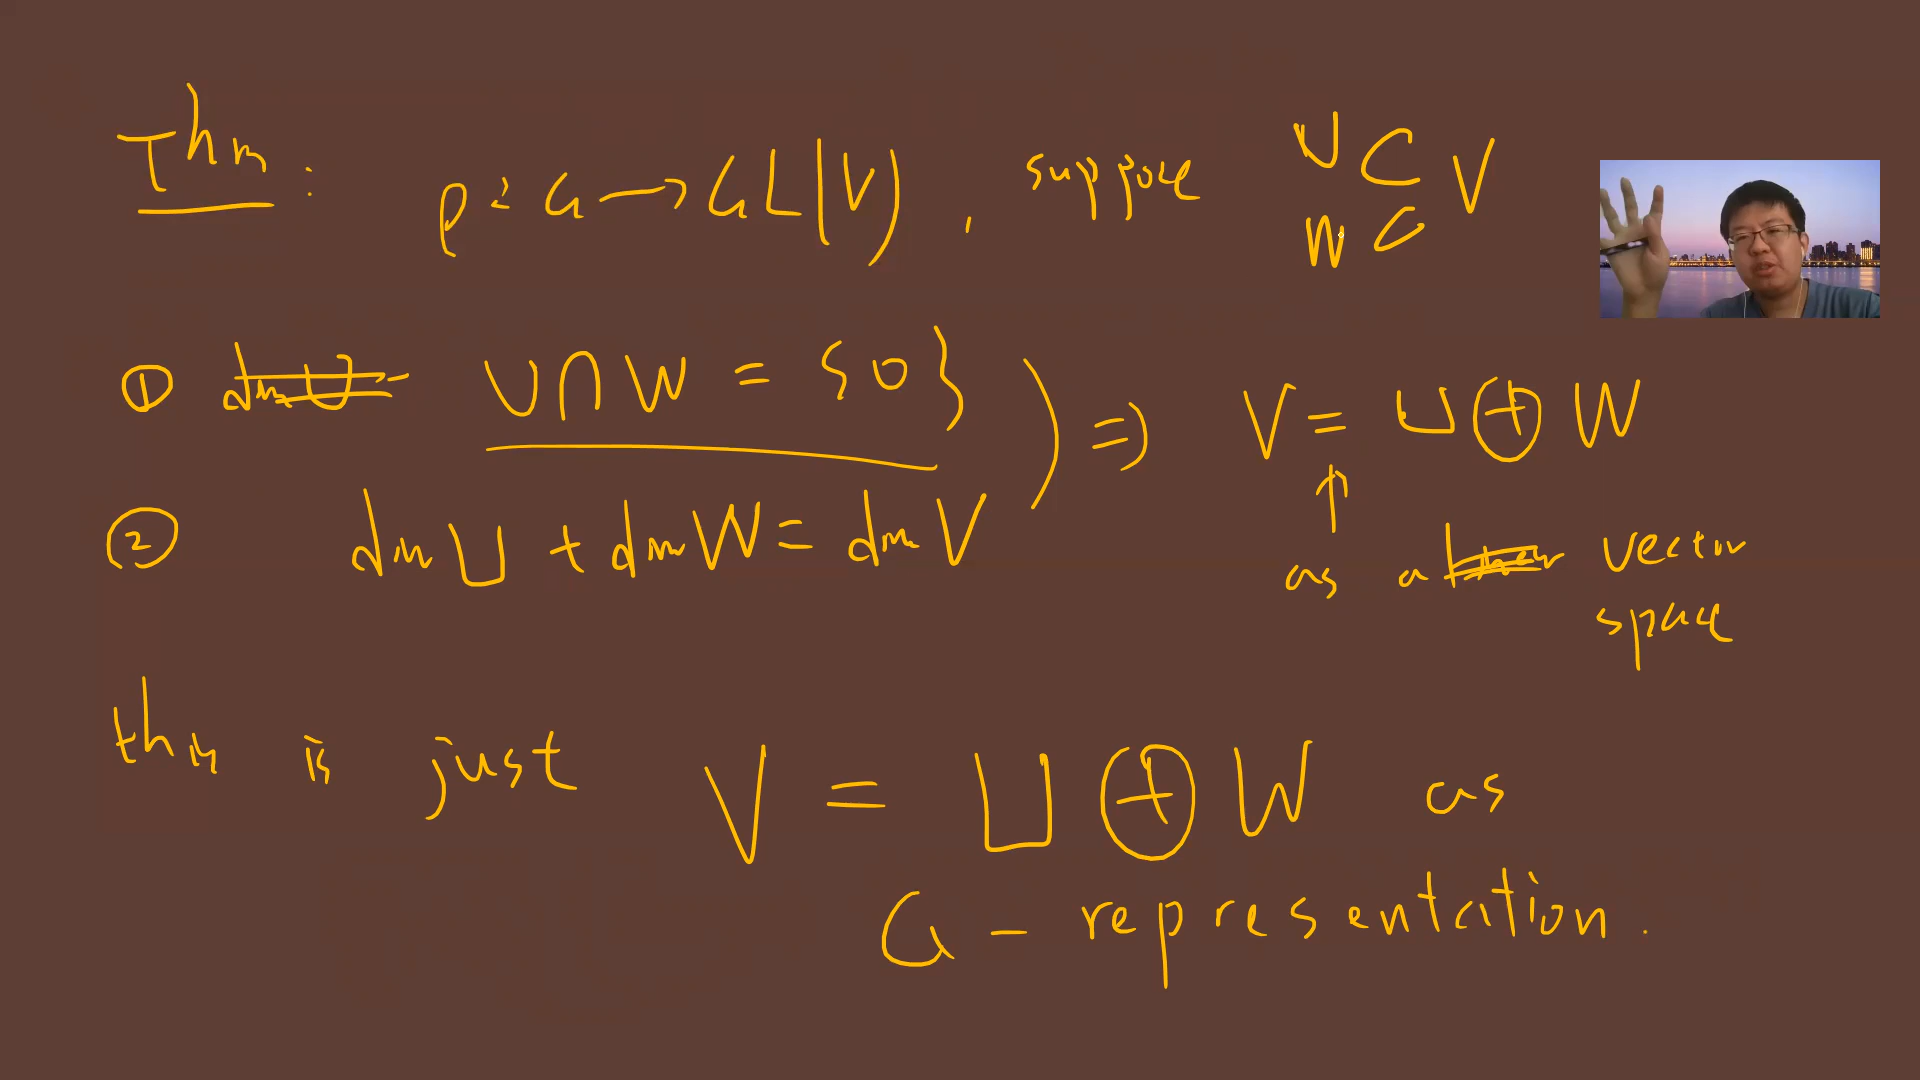 Thm: ρ: G → GL(V), suppose U ⊂ V
W ⊂
① U∩W = {0} ⇒ V = U ⊕ W
↑
② dim U + dim W = dim V as a vector
space
this is just V = U ⊕ W as
G - representation.